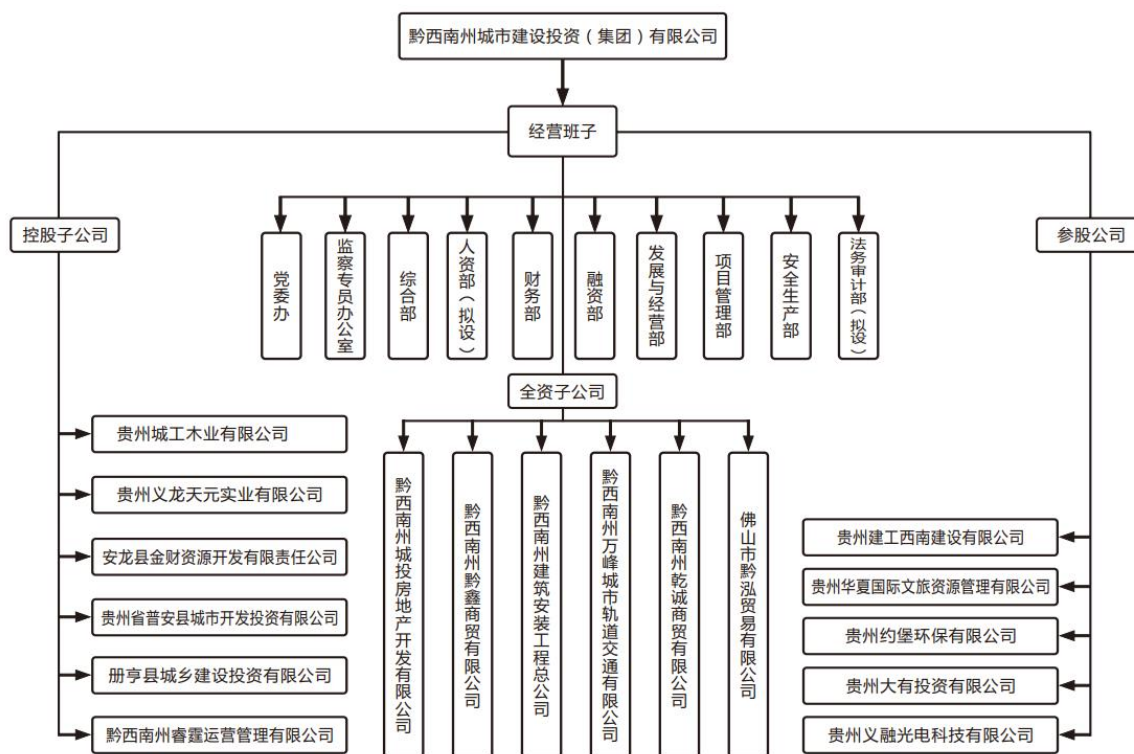 黔西南州城市建设投资（集团）有限公司
经营班子
控股子公司
参股公司
党委办
监察专员办公室
综合部
人资部（拟设）
财务部
融资部
发展与经营部
项目管理部
安全生产部
法务审计部（拟设）
全资子公司
贵州城工木业有限公司
贵州义龙天元实业有限公司
安龙县金财资源开发有限责任公司
贵州省普安县城市开发投资有限公司
册亨县城乡建设投资有限公司
黔西南州睿霆运营管理有限公司
黔西南州城投房地产开发有限公司
黔西南州黔鑫商贸有限公司
黔西南州建筑安装工程总公司
黔西南州万峰城市轨道交通有限公司
黔西南州乾诚商贸有限公司
佛山市黔泓贸易有限公司
贵州建工西南建设有限公司
贵州华夏国际文旅资源管理有限公司
贵州约堡环保有限公司
贵州大有投资有限公司
贵州义融光电科技有限公司